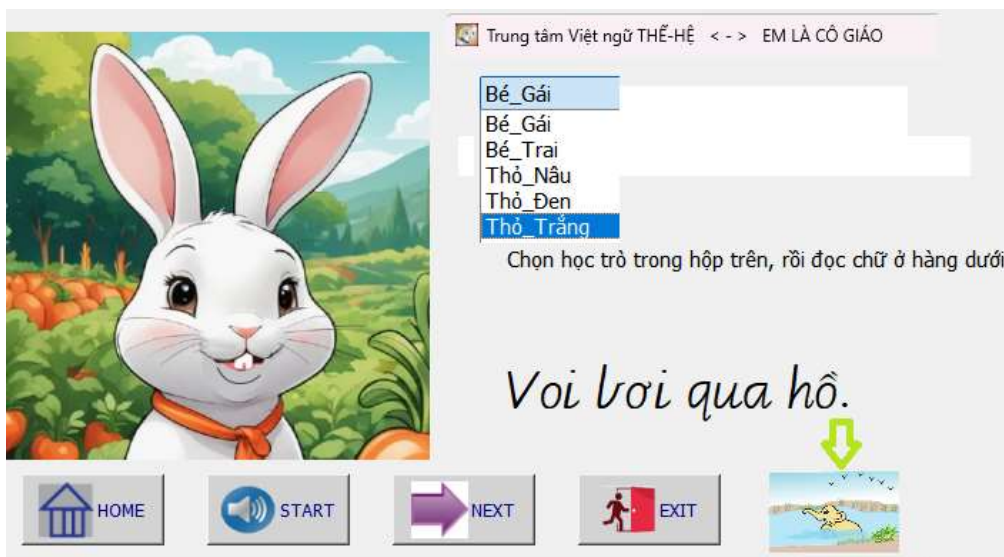 Trung tâm Việt ngữ THẾ-HỆ < - > EM LÀ CÔ GIÁO
Bé_Gái
Bé_Gái
Bé_Trai
Thỏ_Nâu
Thỏ_Đen
Thỏ_Trắng
Chọn học trò trong hộp trên, rồi đọc chữ ở hàng dưới
Voi lơi qua hồ.
HOME START NEXT EXIT